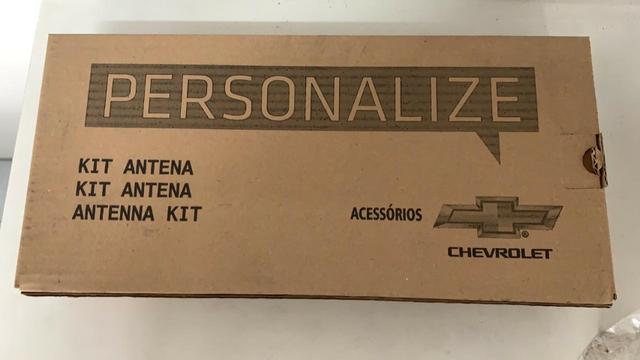 PERSONALIZE
KIT ANTENA
KIT ANTENA
ANTENNA KIT
ACESSÓRIOS
®
CHEVROLET